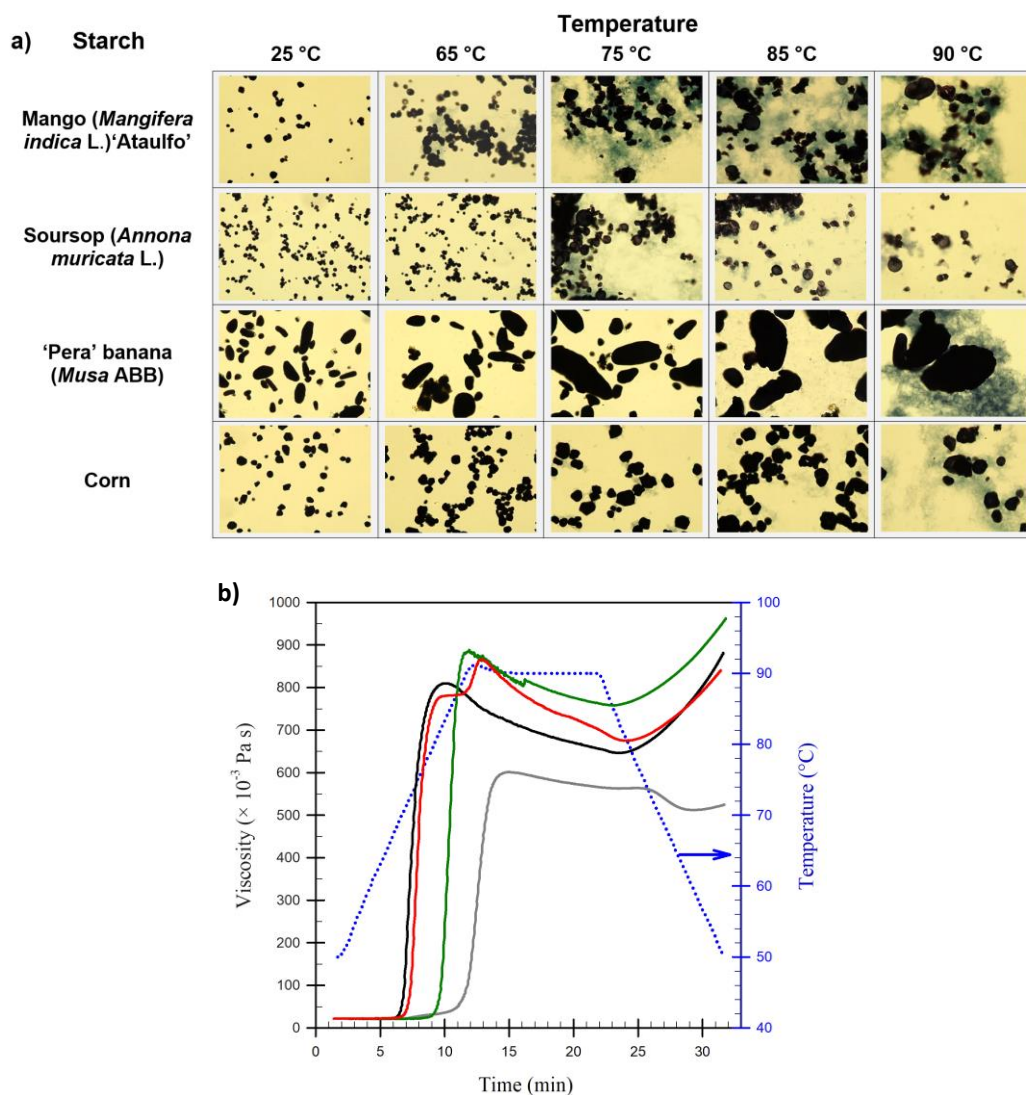 a) Starch Temperature
25 °C 65 °C 75 °C 85 °C 90 °C
Mango (Mangifera
indica L.)‘Ataulfo’
Soursop (Annona
muricata L.)
‘Pera’ banana
(Musa ABB)
Corn
b)
1000
900
800
700
600
500
400
300
200
100
0
Viscosity (× 10⁻³ Pa s)
100
90
80
70
60
50
40
Temperature (°C)
0 5 10 15 23 25 30
Time (min)